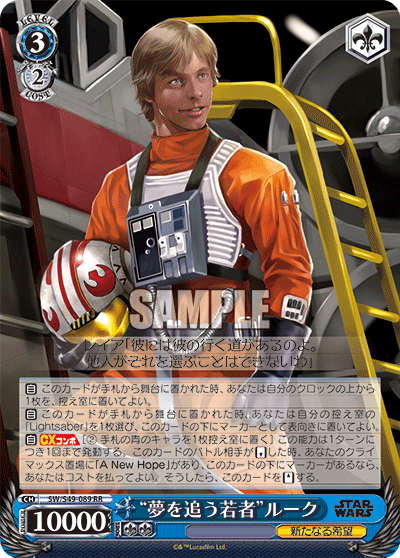 LEVEL
3
2
COST
SAMPLE
レイア「彼には彼の行く道があるのよ。
他人がそれを選ぶことはできないわ」
自 このカードが手札から舞台に置かれた時、あなたは自分のクロックの上から
1枚を、控え室に置いてよい。
自 このカードが手札から舞台に置かれた時、あなたは自分の控え室の
「Lightsaber」を1枚選び、このカードの下にマーカーとして表向きに置いてよい。
自 CXコンボ [② 手札の青のキャラを1枚控え室に置く] この能力は1ターンに
つき1回まで発動する。このカードのバトル相手が した時、あなたのクライ
マックス置場に「A New Hope」があり、このカードの下にマーカーがあるなら、
あなたはコストを払ってよい。そうしたら、このカードを
CH SW/S49-089 RR
POWER
10000
“夢を追う若者”ルーク
STAR WARS
新たなる希望
©&™Lucasfilm Ltd.